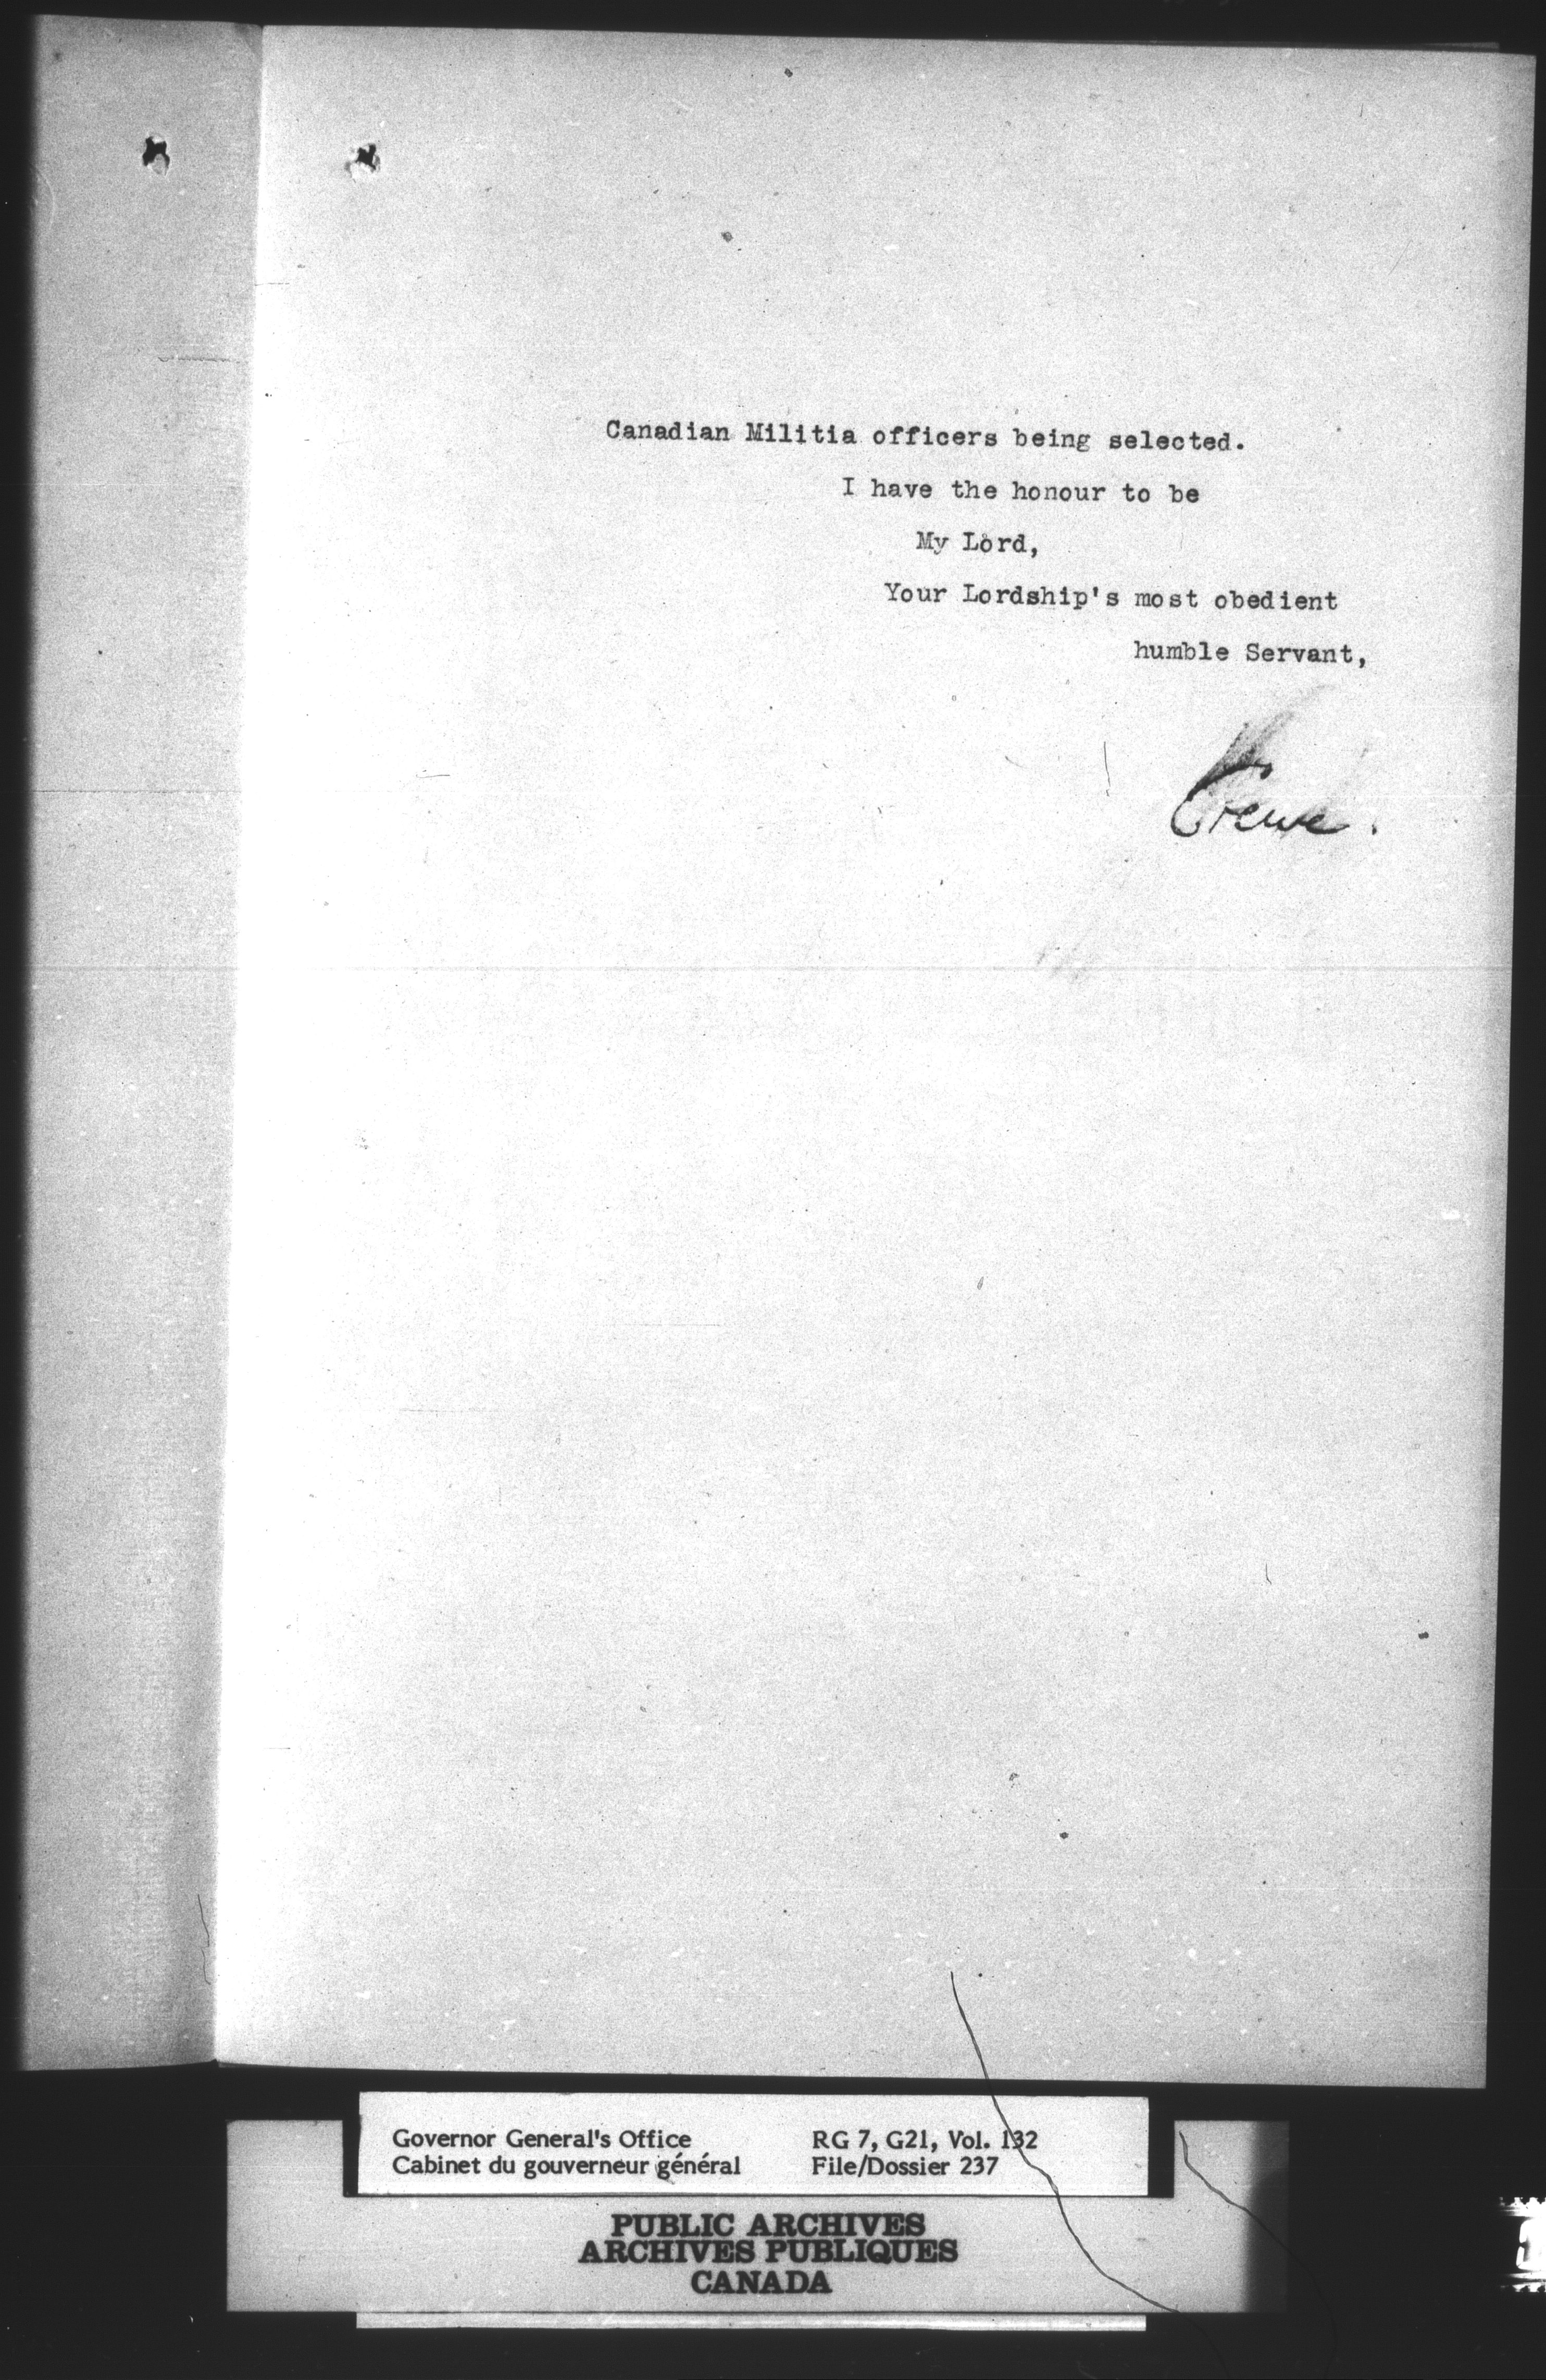 Canadian Militia officers being selected.
I have the honour to be
My Lord,
Your Lordship's most obedient
humble Servant,
Crewe.
Governor General's Office RG 7, G21, Vol. 132
Cabinet du gouverneur général File/Dossier 237
PUBLIC ARCHIVES
ARCHIVES PUBLIQUES
CANADA